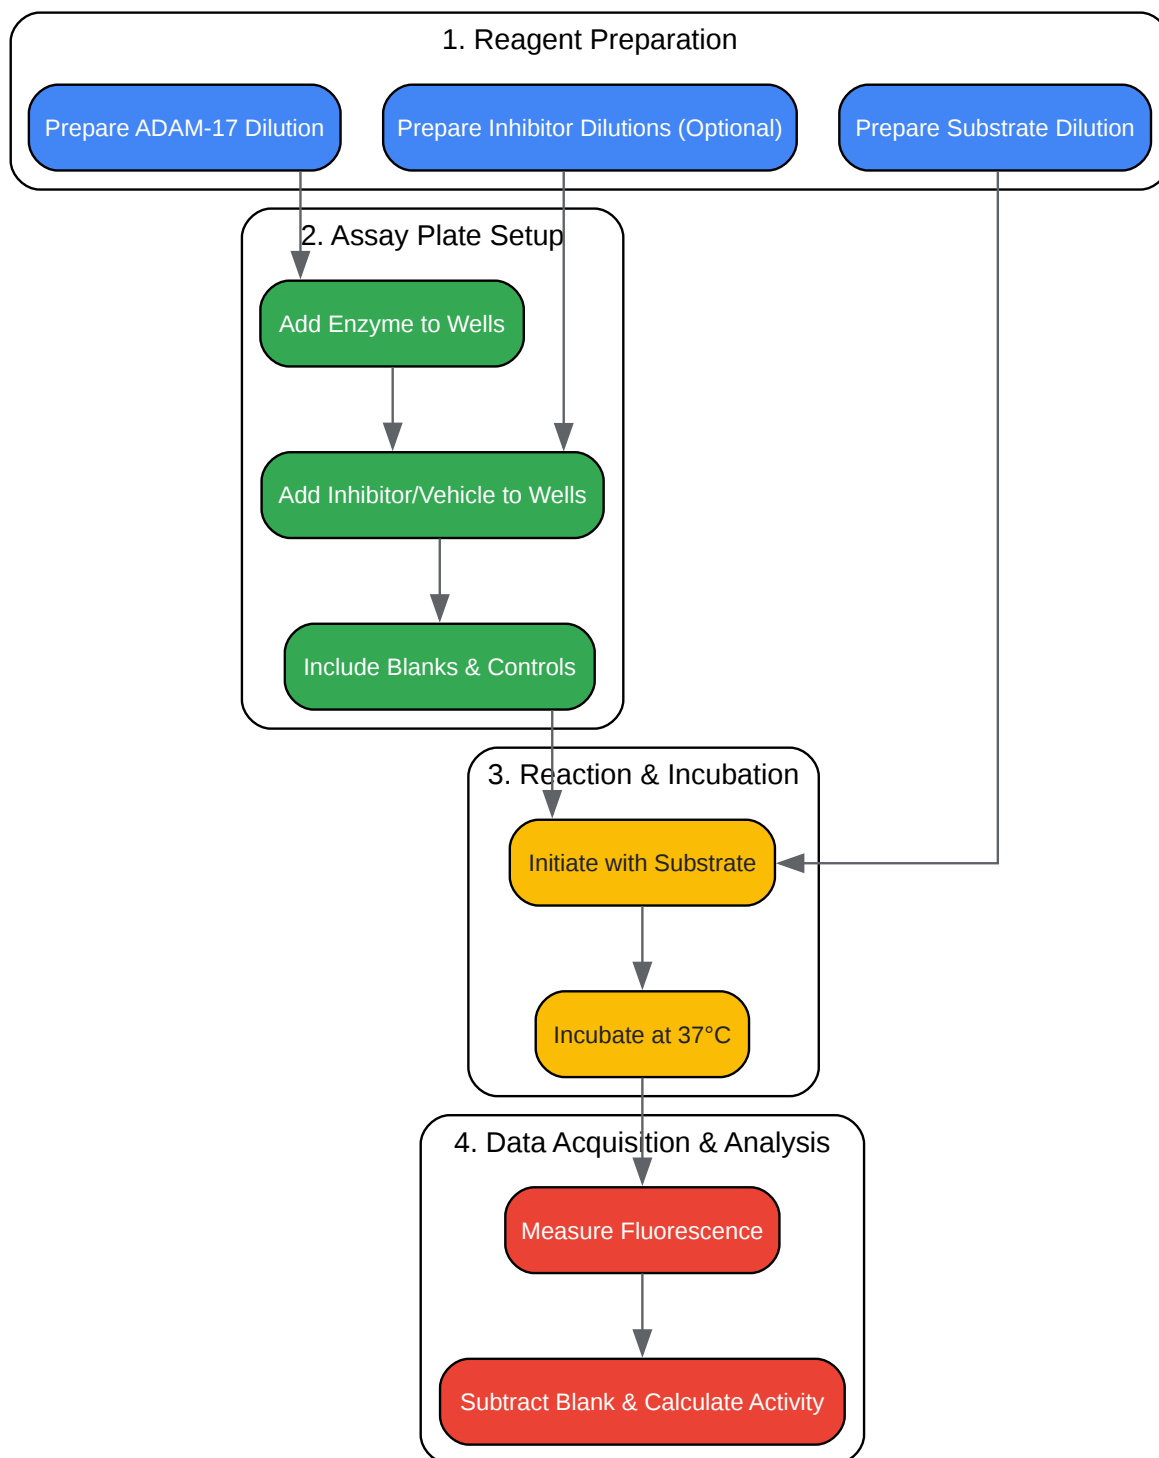 1. Reagent Preparation
Prepare ADAM-17 Dilution
Prepare Inhibitor Dilutions (Optional)
Prepare Substrate Dilution
2. Assay Plate Setup
Add Enzyme to Wells
Add Inhibitor/Vehicle to Wells
Include Blanks & Controls
3. Reaction & Incubation
Initiate with Substrate
Incubate at 37°C
4. Data Acquisition & Analysis
Measure Fluorescence
Subtract Blank & Calculate Activity